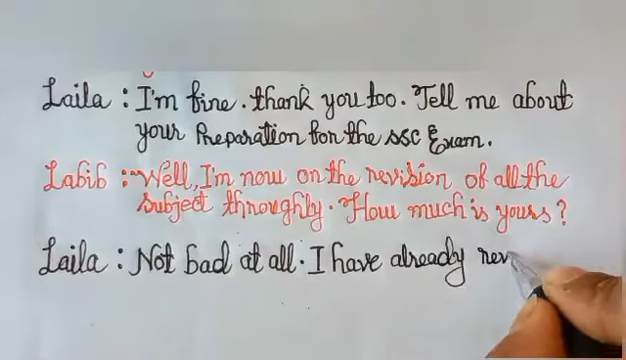 Laila : I'm fine. thank you too. Tell me about
your Preparation for the SSC Exam.
Labib : Well, I'm now on the revision of all the
subject throughly. How much is yours?
Laila : Not bad at all. I have already rev